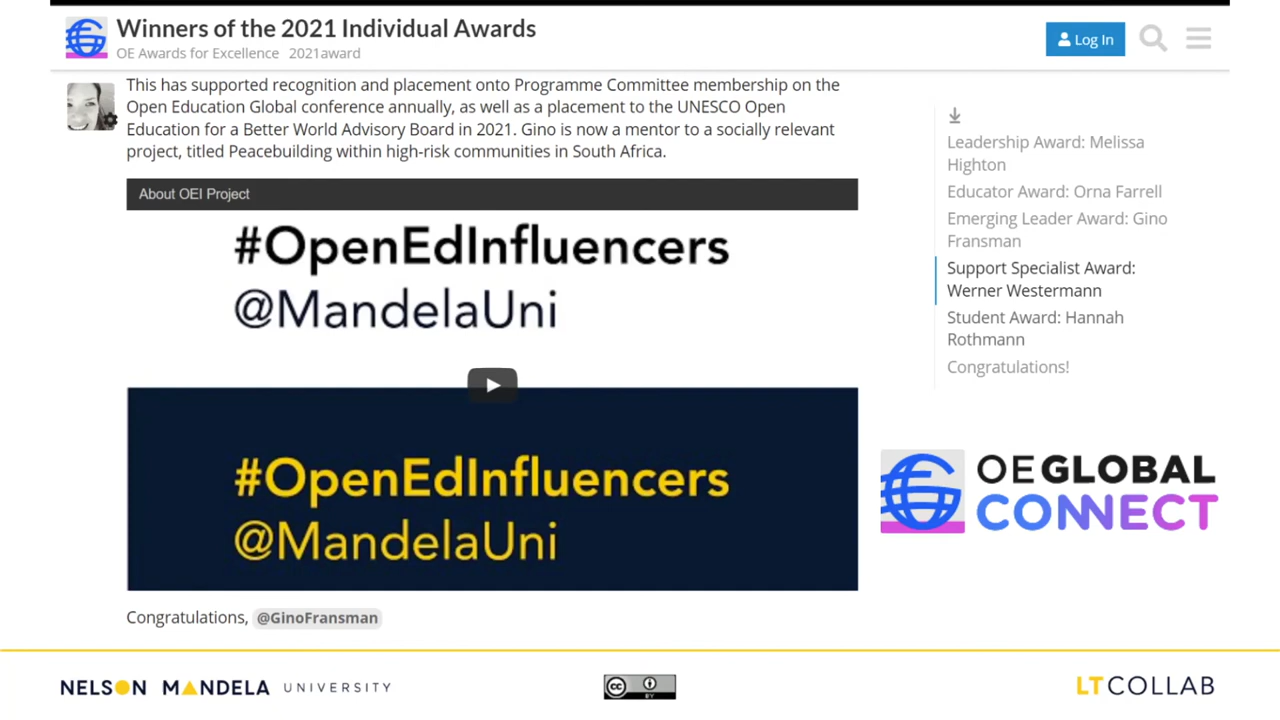 Winners of the 2021 Individual Awards
OE Awards for Excellence 2021award
Log In
This has supported recognition and placement onto Programme Committee membership on the
Open Education Global conference annually, as well as a placement to the UNESCO Open
Education for a Better World Advisory Board in 2021. Gino is now a mentor to a socially relevant
project, titled Peacebuilding within high-risk communities in South Africa.
About OEI Project
#OpenEdInfluencers
@MandelaUni
#OpenEdInfluencers
@MandelaUni
Congratulations, @GinoFransman
Leadership Award: Melissa
Highton
Educator Award: Orna Farrell
Emerging Leader Award: Gino
Fransman
Support Specialist Award:
Werner Westermann
Student Award: Hannah
Rothmann
Congratulations!
OEGLOBAL
CONNECT
NELSON MANDELA UNIVERSITY
cc
BY
LTCOLLAB